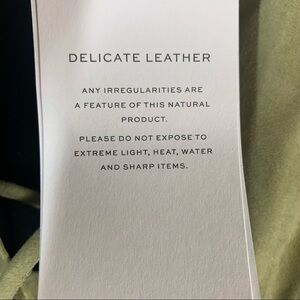 DELICATE LEATHER
ANY IRREGULARITIES ARE
A FEATURE OF THIS NATURAL
PRODUCT.
PLEASE DO NOT EXPOSE TO
EXTREME LIGHT, HEAT, WATER
AND SHARP ITEMS.